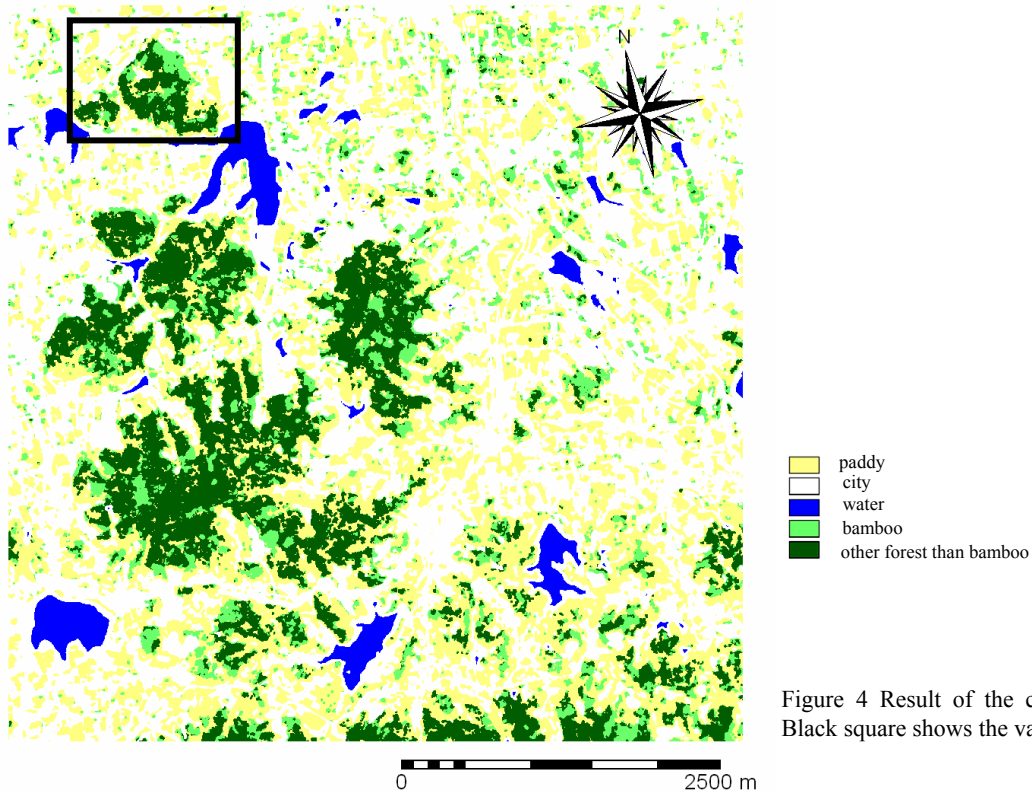 N
paddy
city
water
bamboo
other forest than bamboo
Figure 4 Result of the
Black square shows the
0 2500 m